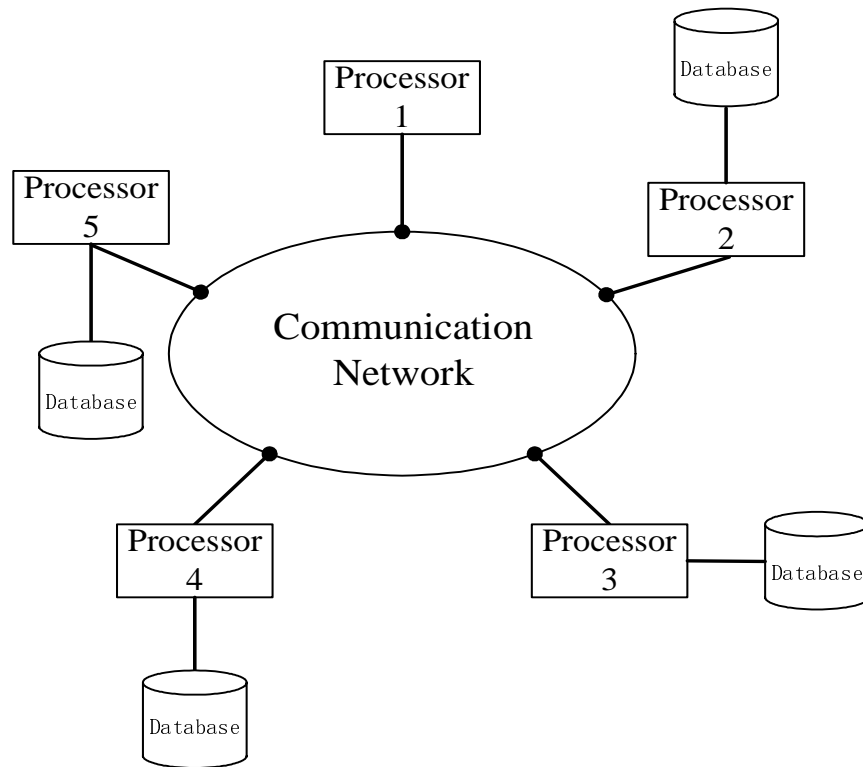 Processor
1
Database
Processor
2
Processor
5
Communication
Network
Database
Processor
4
Processor
3
Database
Database